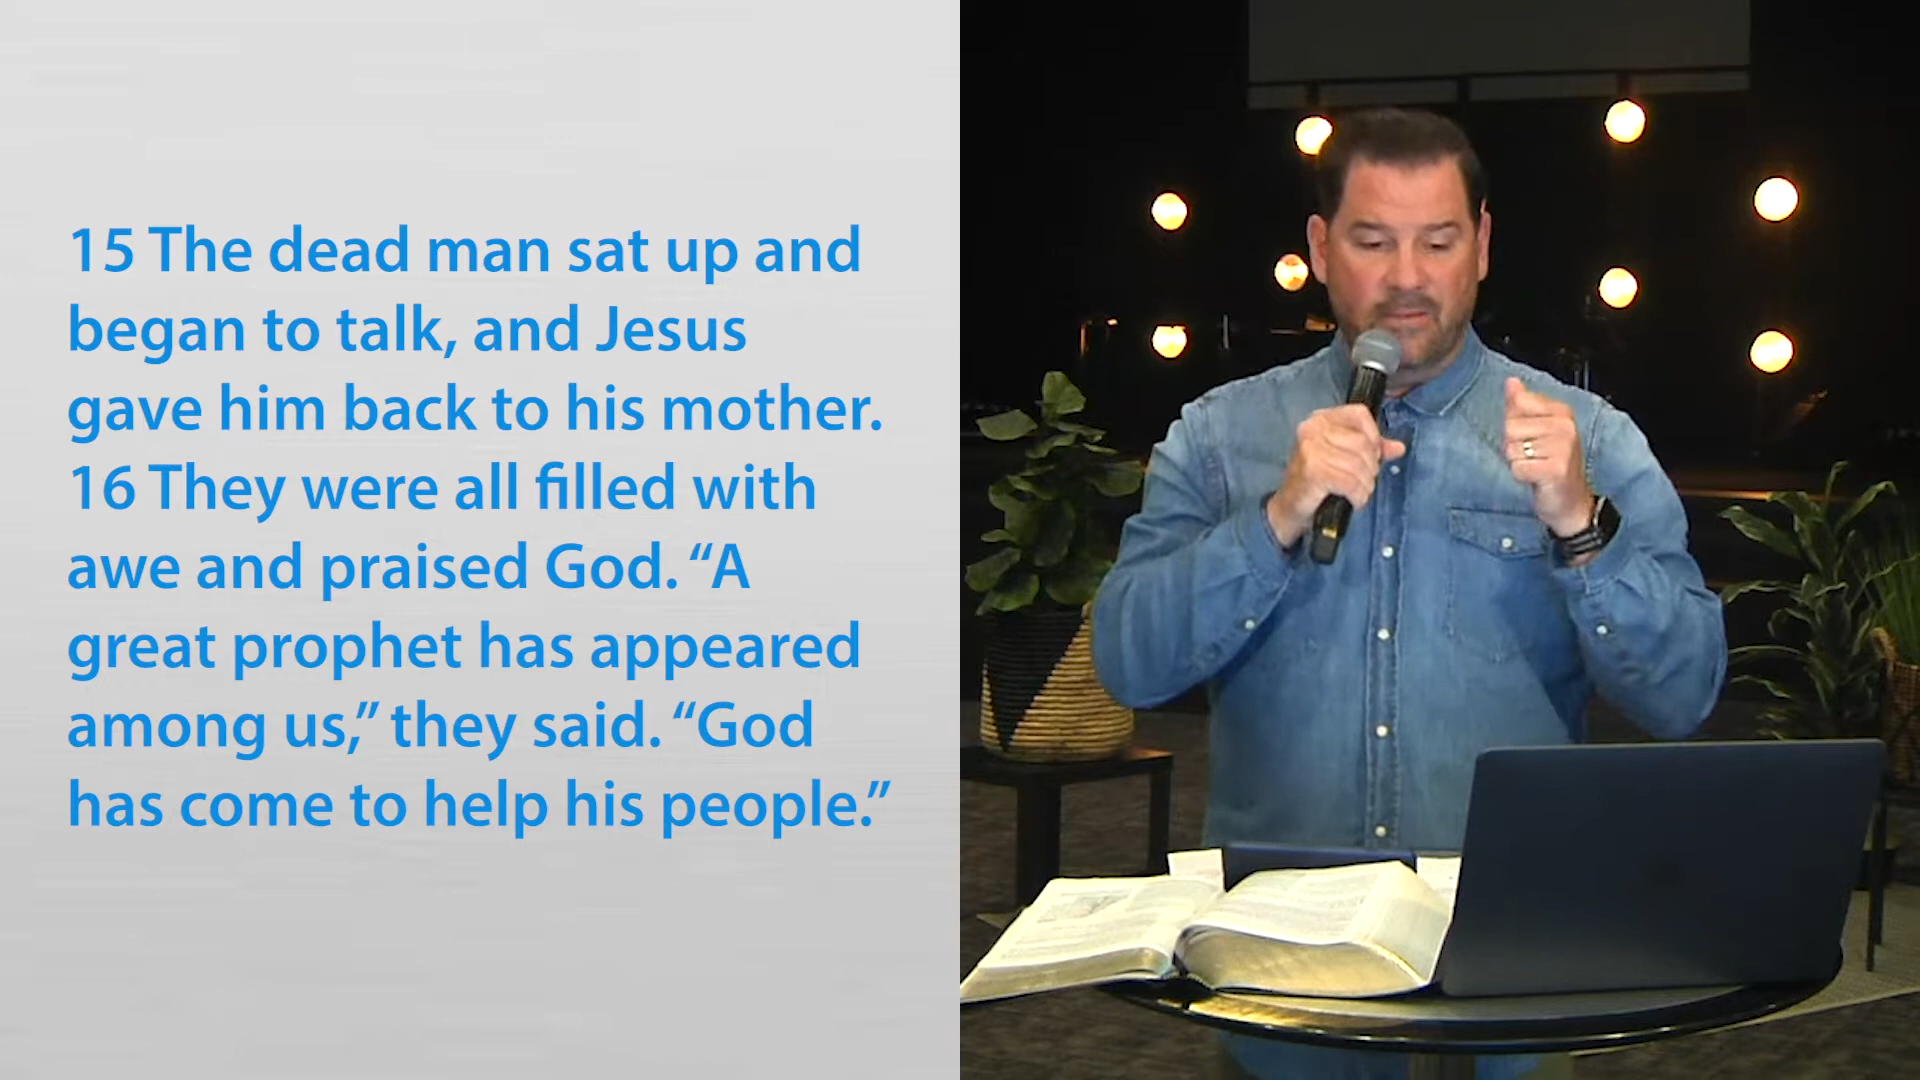 15 The dead man sat up and
began to talk, and Jesus
gave him back to his mother.
16 They were all filled with
awe and praised God. “A
great prophet has appeared
among us,” they said. “God
has come to help his people.”